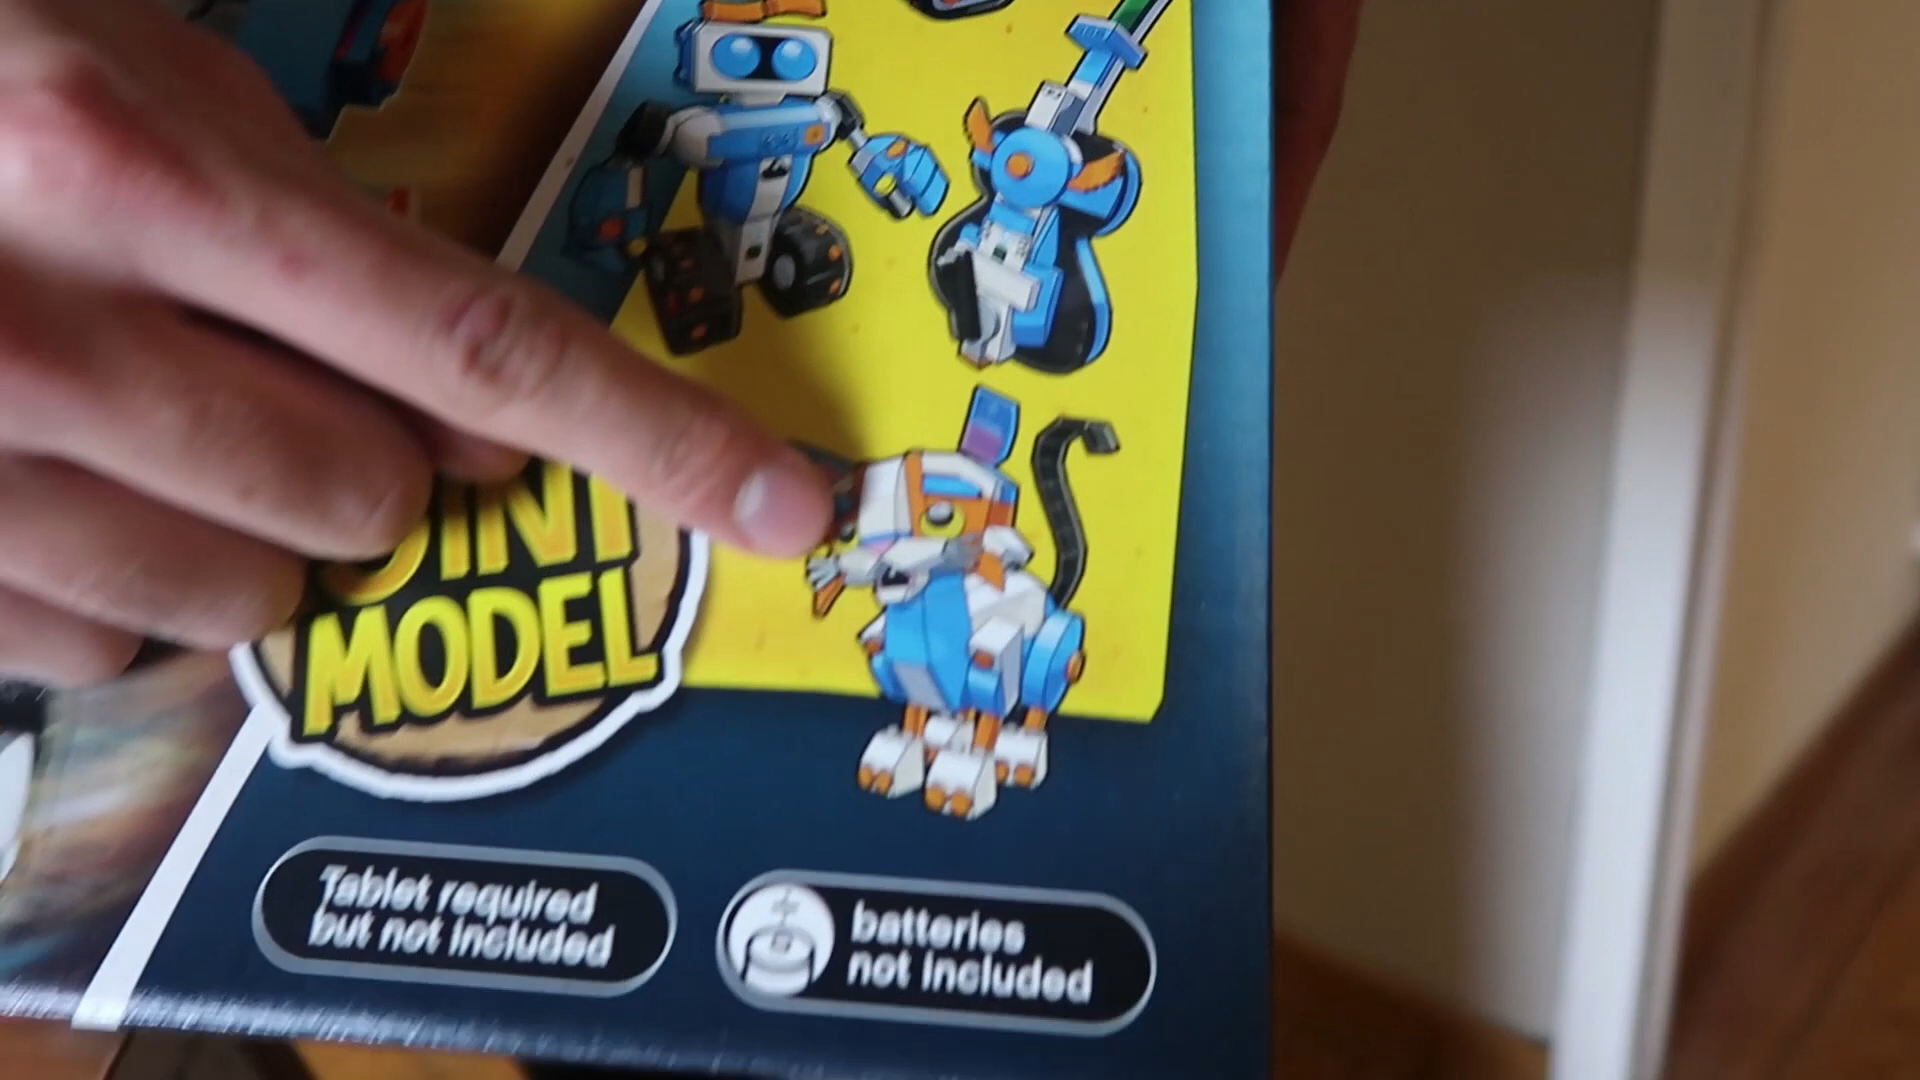 MODEL
Tablet required
but not included
batteries
not included